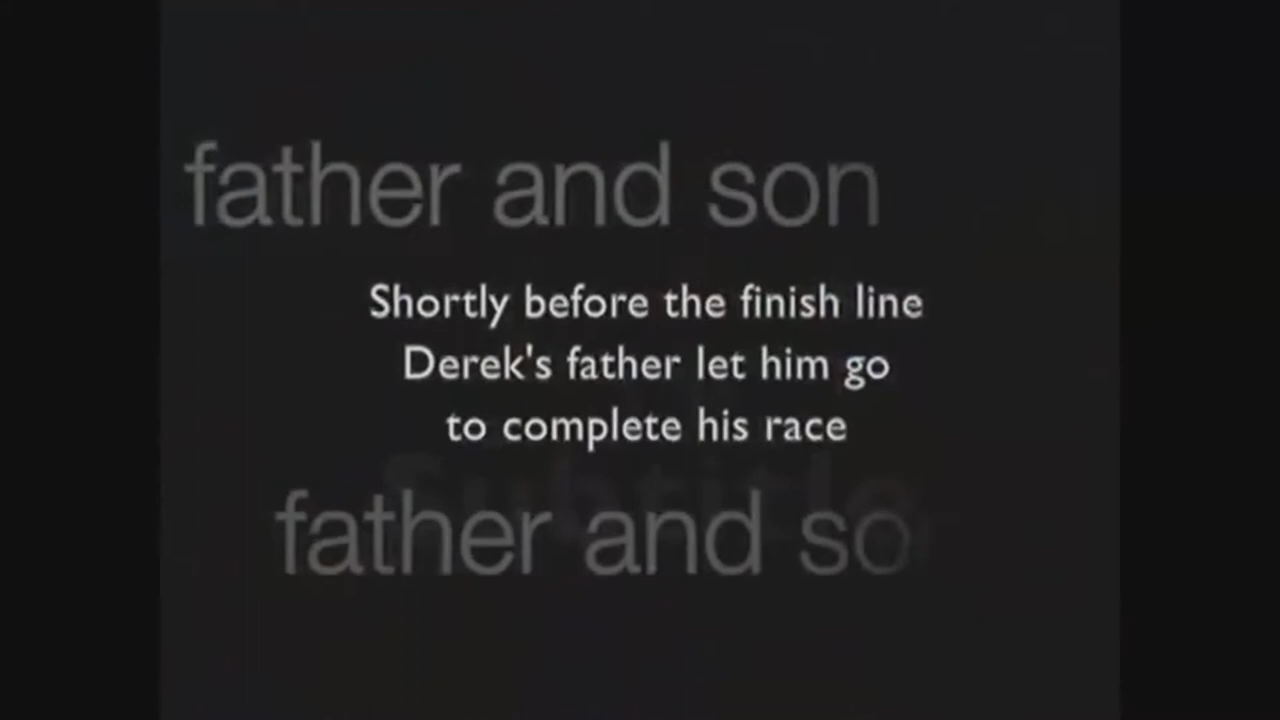 father and son
Shortly before the finish line
Derek's father let him go
to complete his race
father and so